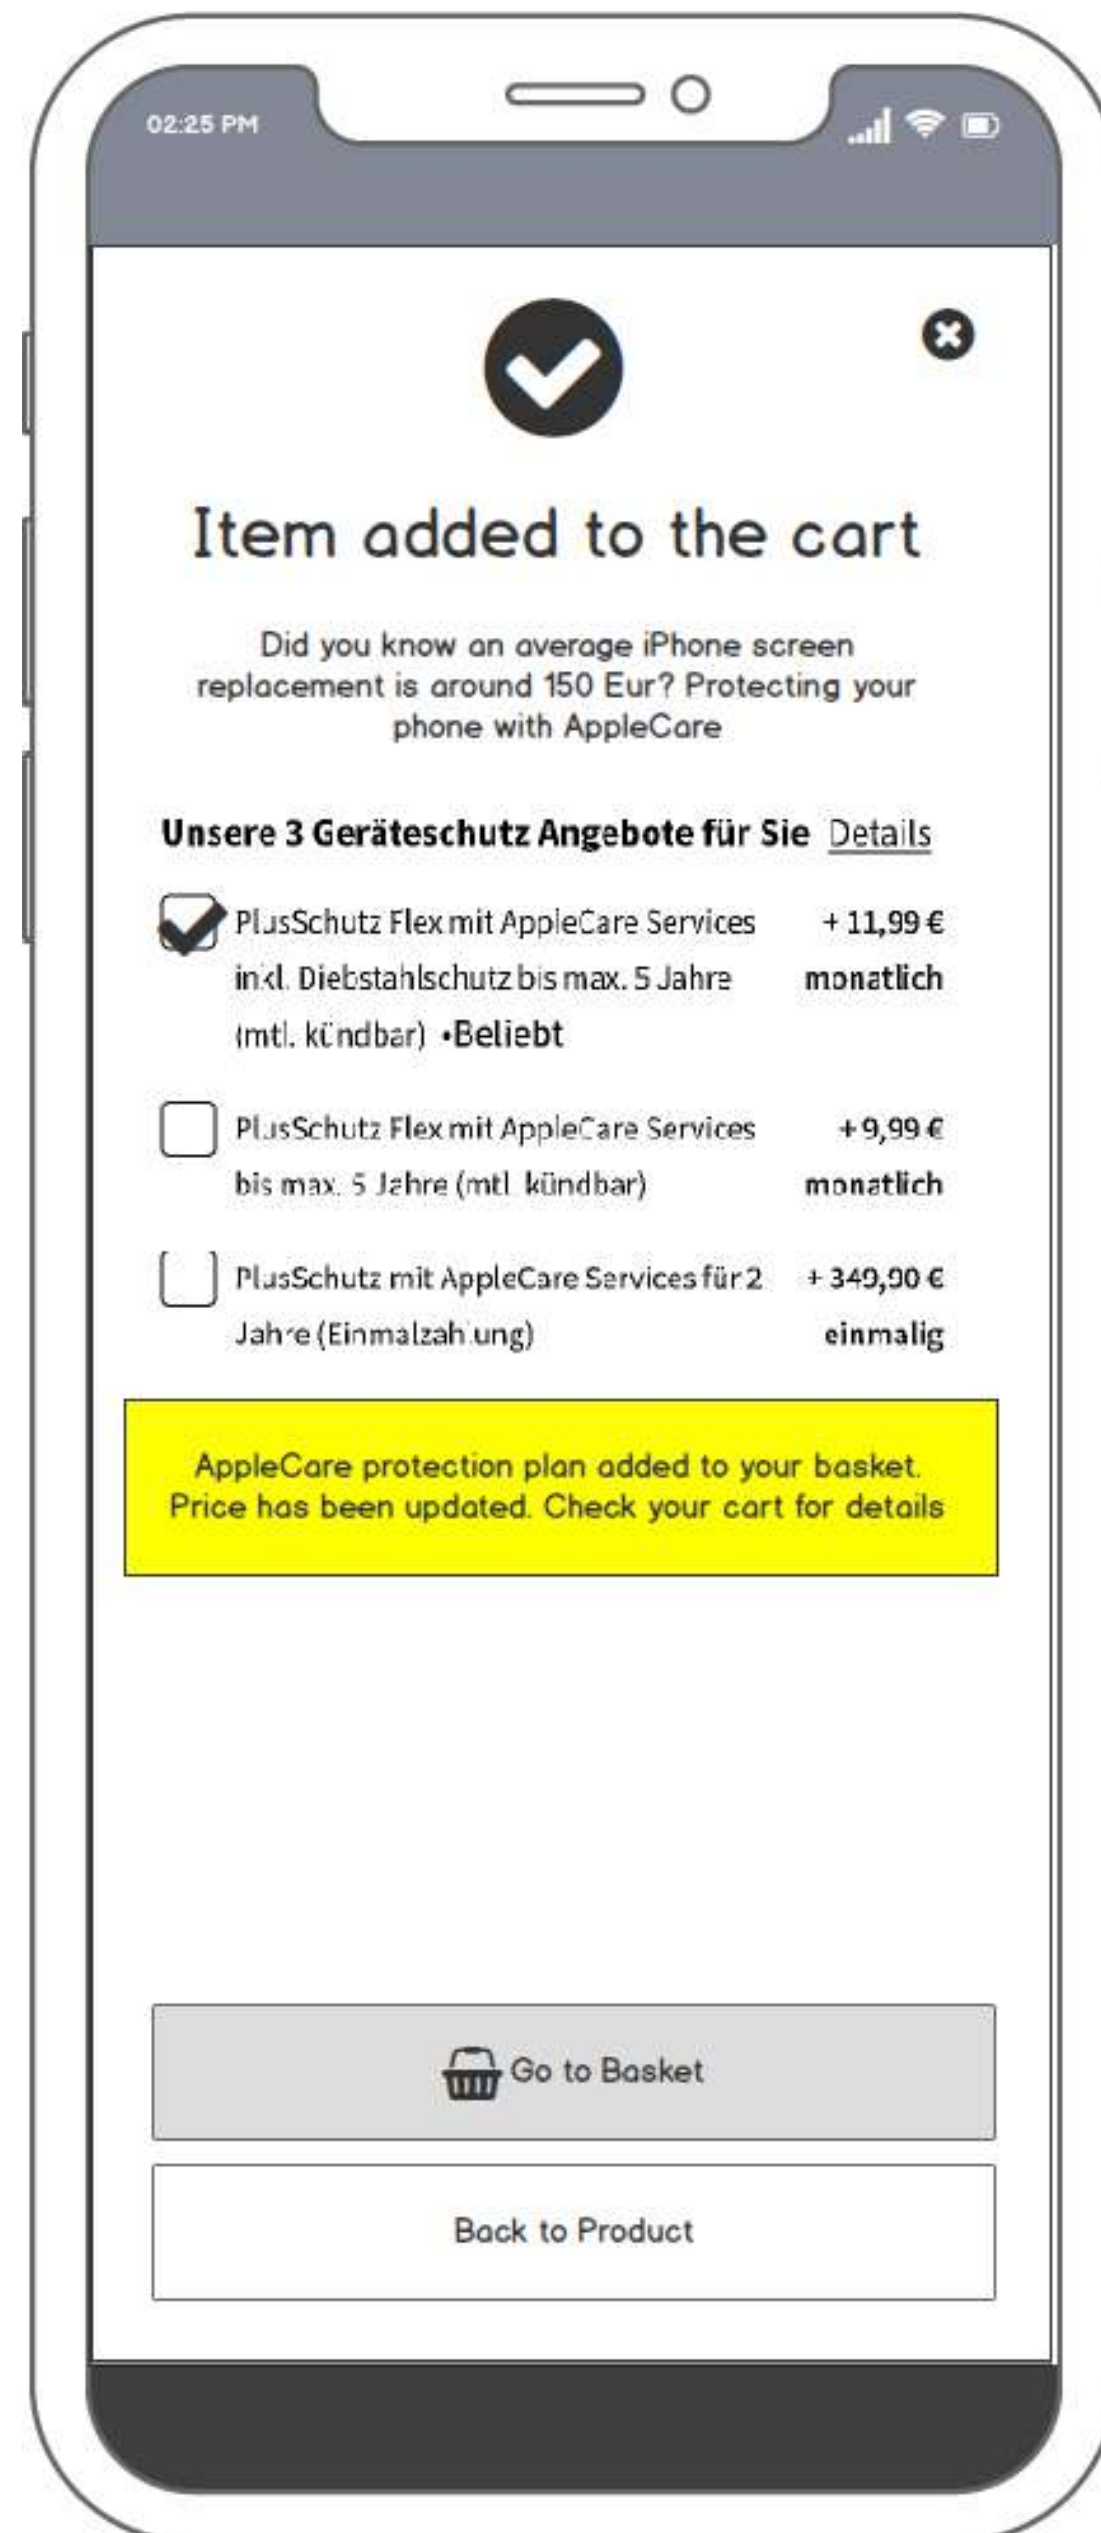 02:25 PM
Item added to the cart
Did you know an average iPhone screen
replacement is around 150 Eur? Protecting your
phone with AppleCare
Unsere 3 Geräteschutz Angebote für Sie Details
PlusSchutz Flex mit AppleCare Services + 11,99 €
inkl. Diebstahlschutz bis max. 5 Jahre monatlich
(mtl. kündbar) •Beliebt
PlusSchutz Flex mit AppleCare Services + 9,99 €
bis max. 5 Jahre (mtl. kündbar) monatlich
PlusSchutz mit AppleCare Services für 2 + 349,90 €
Jahre (Einmalzahlung) einmalig
AppleCare protection plan added to your basket.
Price has been updated. Check your cart for details
Go to Basket
Back to Product